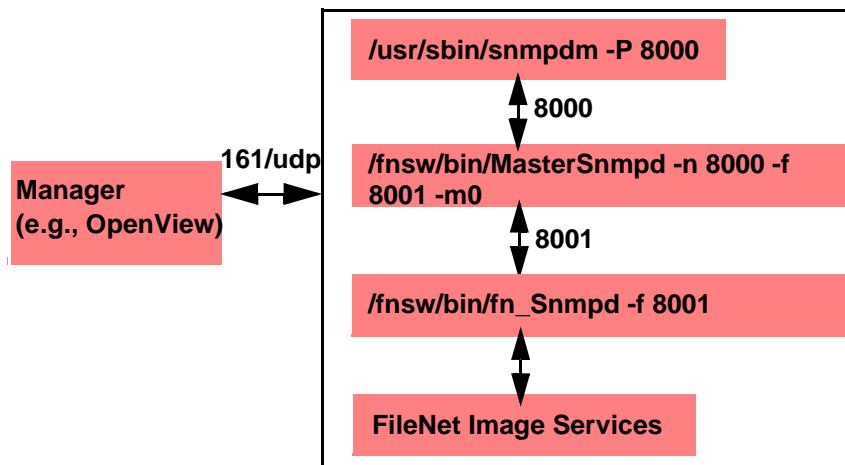 /usr/sbin/snmpdm -P 8000
8000
161/udp
Manager
(e.g., OpenView)
/fnsw/bin/MasterSnmpd -n 8000 -f
8001 -m0
8001
/fnsw/bin/fn_Snmpd -f 8001
FileNet Image Services